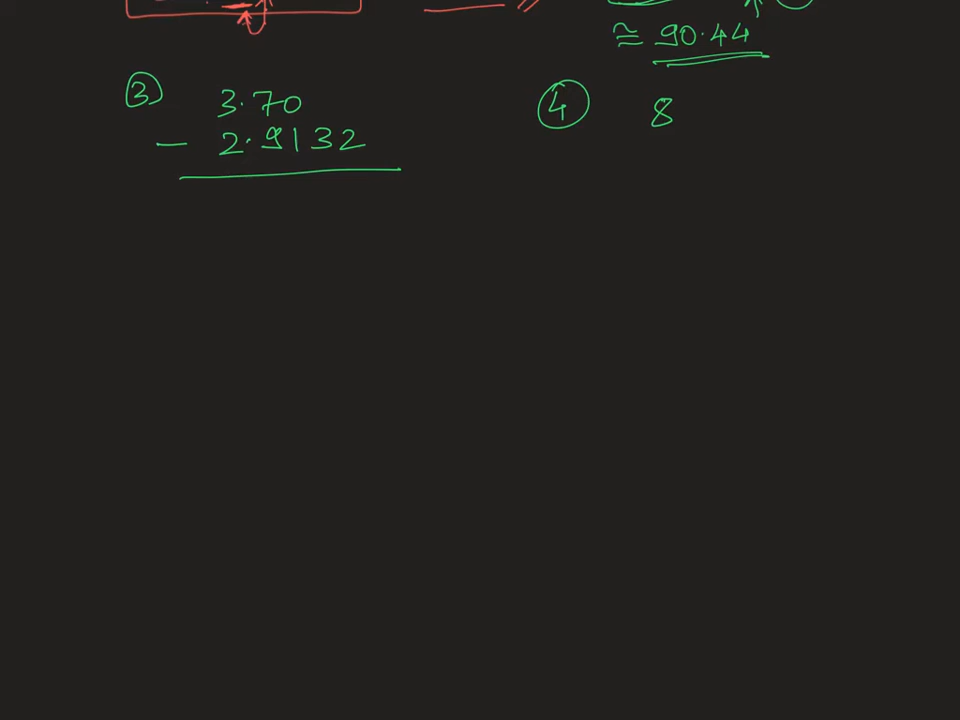 ≅ 90.44
③ 3.70
− 2.9132
④ 8